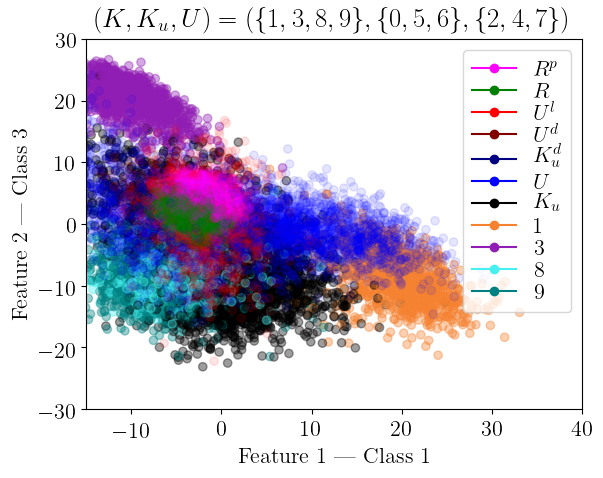 (K, K_u, U) = ({1, 3, 8, 9}, {0, 5, 6}, {2, 4, 7})
30
20
10
0
−10
−20
−30
−10
0
10
20
30
40
Feature 2 — Class 3
Feature 1 — Class 1
R^p
R
U^l
U^d
K_u^d
U
K_u
1
3
8
9